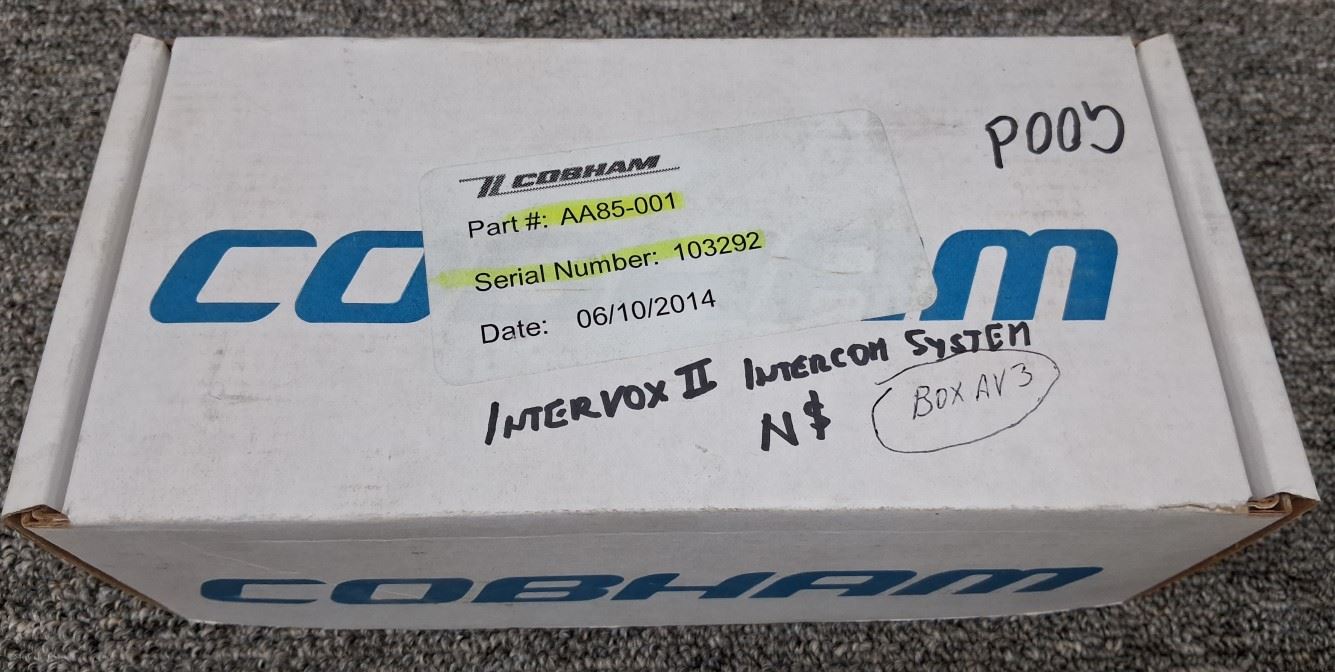 P005
COBHAM
Part #: AA85-001
Serial Number: 103292
Date: 06/10/2014
COBHAM
INTERVOX II INTERCOM SYSTEM
N$
BOX AV3
COBHAM